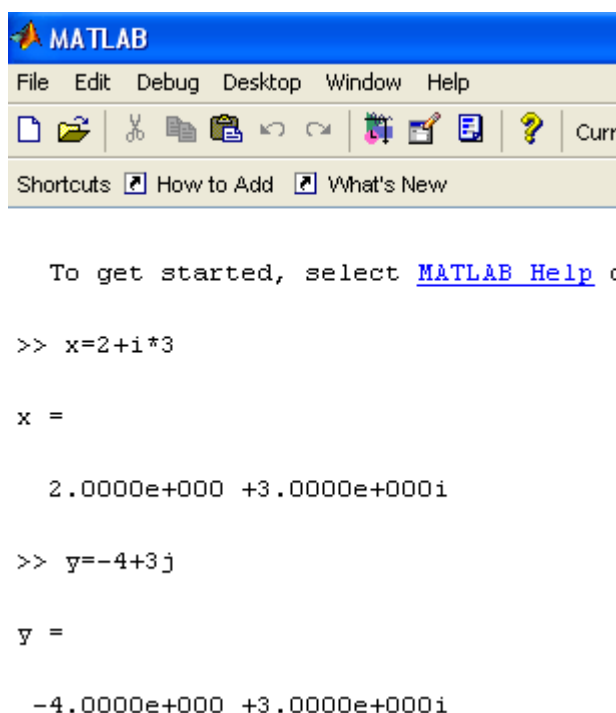 MATLAB
File Edit Debug Desktop Window Help
Shortcuts How to Add What's New
To get started, select MATLAB Help
>> x=2+i*3
x =
2.0000e+000 +3.0000e+000i
>> y=-4+3j
y =
-4.0000e+000 +3.0000e+000i